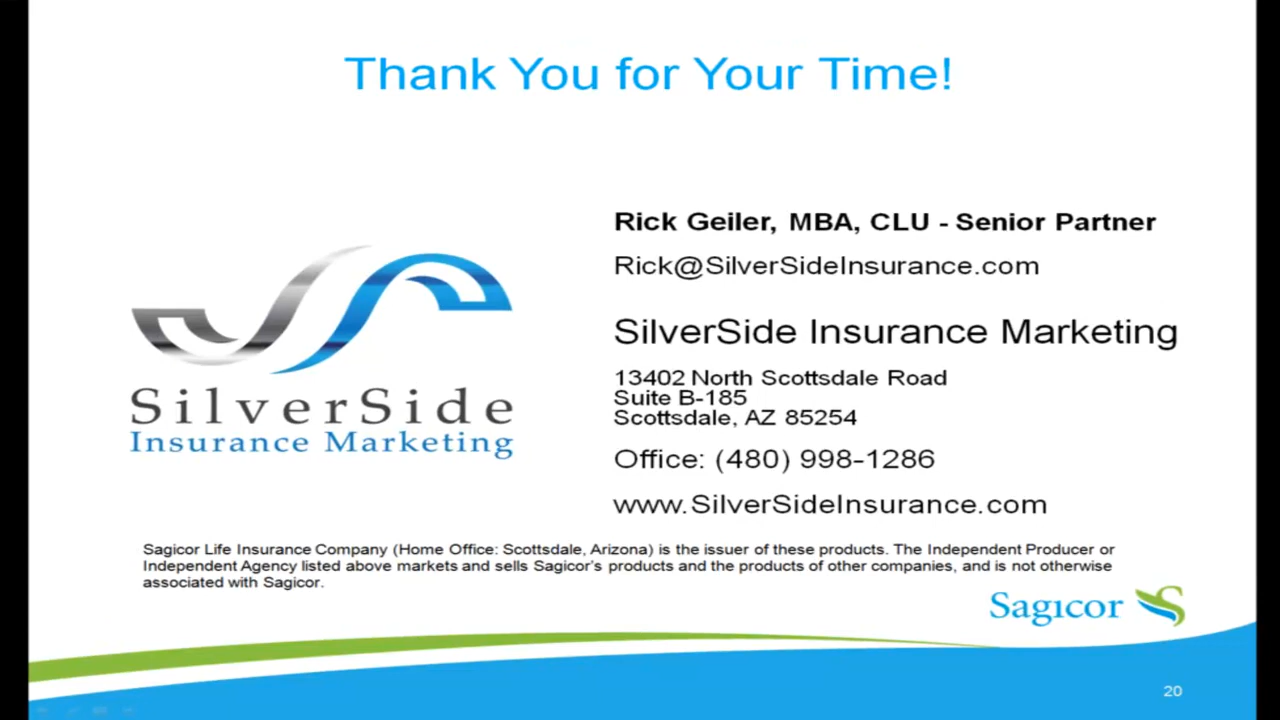 Thank You for Your Time!
Rick Geiler, MBA, CLU - Senior Partner
Rick@SilverSideInsurance.com
SilverSide
Insurance Marketing
SilverSide Insurance Marketing
13402 North Scottsdale Road
Suite B-185
Scottsdale, AZ 85254
Office: (480) 998-1286
www.SilverSideInsurance.com
Sagicor Life Insurance Company (Home Office: Scottsdale, Arizona) is the issuer of these products. The Independent Producer or
Independent Agency listed above markets and sells Sagicor's products and the products of other companies, and is not otherwise
associated with Sagicor.
Sagicor
20